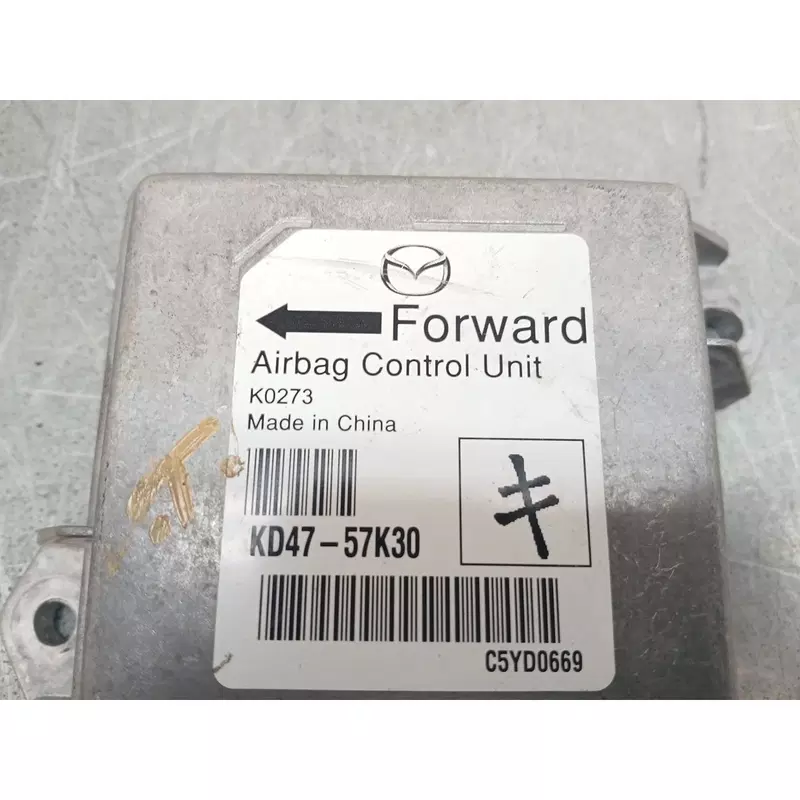 Forward
Airbag Control Unit
K0273
Made in China
キ
KD47-57K30
C5YD0669